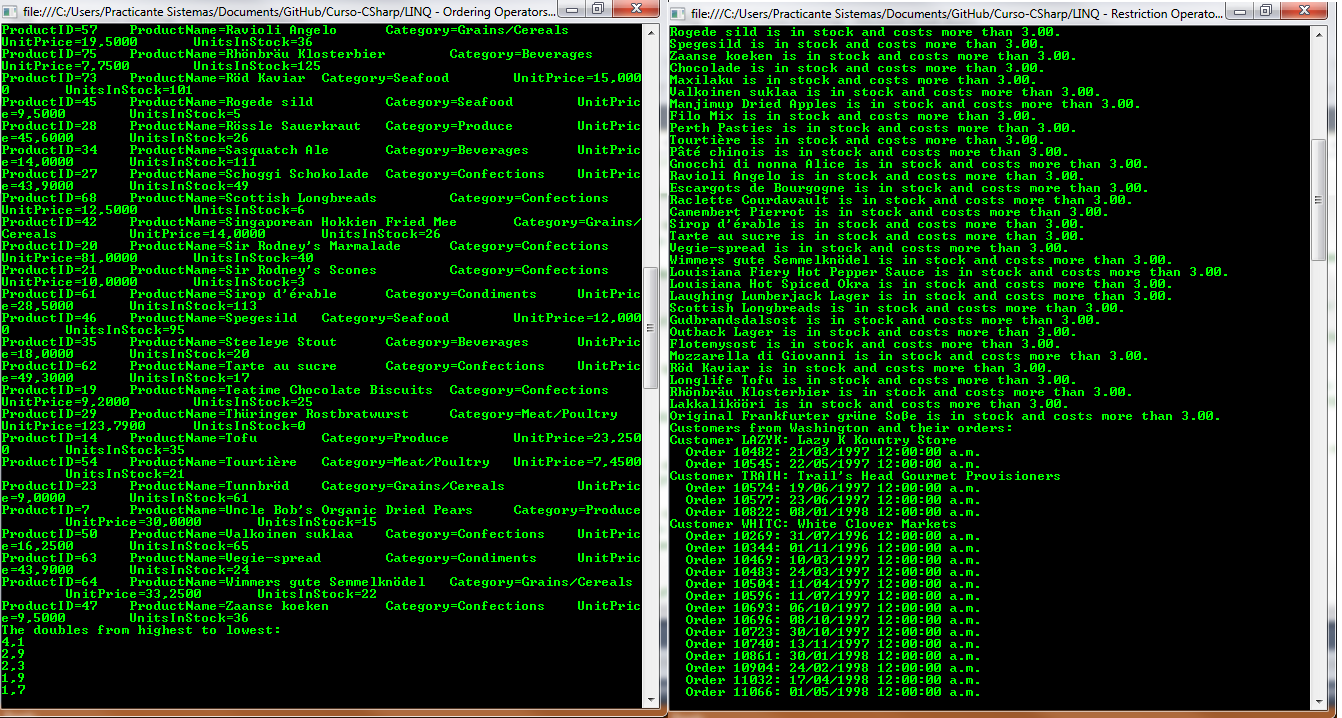 file:///C:/Users/Practicante Sistemas/Documents/GitHub/Curso-CSharp/LINQ - Ordering Operators...
ProductID=57 ProductName=Ravioli Angelo Category=Grains/Cereals
UnitPrice=19,5000 UnitsInStock=36
ProductID=75 ProductName=Rhönbräu Klosterbier Category=Beverages
UnitPrice=7,7500 UnitsInStock=125
ProductID=73 ProductName=Röd Kaviar Category=Seafood UnitPrice=15,000
0 UnitsInStock=101
ProductID=45 ProductName=Rogede sild Category=Seafood UnitPric
e=9,5000 UnitsInStock=5
ProductID=28 ProductName=Rössle Sauerkraut Category=Produce UnitPric
e=45,6000 UnitsInStock=26
ProductID=34 ProductName=Sasquatch Ale Category=Beverages UnitPric
e=14,0000 UnitsInStock=111
ProductID=27 ProductName=Schoggi Schokolade Category=Confections UnitPric
e=43,9000 UnitsInStock=49
ProductID=68 ProductName=Scottish Longbreads Category=Confections
UnitPrice=12,5000 UnitsInStock=6
ProductID=42 ProductName=Singaporean Hokkien Fried Mee Category=Grains/
Cereals UnitPrice=14,0000 UnitsInStock=26
ProductID=20 ProductName=Sir Rodney's Marmalade Category=Confections
UnitPrice=81,0000 UnitsInStock=40
ProductID=21 ProductName=Sir Rodney's Scones Category=Confections
UnitPrice=10,0000 UnitsInStock=3
ProductID=61 ProductName=Sirop d'érable Category=Condiments UnitPric
e=28,5000 UnitsInStock=113
ProductID=46 ProductName=Spegesild Category=Seafood UnitPrice=12,000
0 UnitsInStock=95
ProductID=35 ProductName=Steeleye Stout Category=Beverages UnitPric
e=18,0000 UnitsInStock=20
ProductID=62 ProductName=Tarte au sucre Category=Confections UnitPric
e=49,3000 UnitsInStock=17
ProductID=19 ProductName=Teatime Chocolate Biscuits Category=Confections
UnitPrice=9,2000 UnitsInStock=25
ProductID=29 ProductName=Thüringer Rostbratwurst Category=Meat/Poultry
UnitPrice=123,7900 UnitsInStock=0
ProductID=14 ProductName=Tofu Category=Produce UnitPrice=23,250
0 UnitsInStock=35
ProductID=54 ProductName=Tourtière Category=Meat/Poultry UnitPrice=7,4500
UnitsInStock=21
ProductID=23 ProductName=Tunnbröd Category=Grains/Cereals UnitPric
e=9,0000 UnitsInStock=61
ProductID=7 ProductName=Uncle Bob's Organic Dried Pears Category=Produce
UnitPrice=30,0000 UnitsInStock=15
ProductID=50 ProductName=Valkoinen suklaa Category=Confections UnitPric
e=16,2500 UnitsInStock=65
ProductID=63 ProductName=Vegie-spread Category=Condiments UnitPric
e=43,9000 UnitsInStock=24
ProductID=64 ProductName=Wimmers gute Semmelknödel Category=Grains/Cereals
UnitPrice=33,2500 UnitsInStock=22
ProductID=47 ProductName=Zaanse koeken Category=Confections UnitPric
e=9,5000 UnitsInStock=36
The doubles from highest to lowest:
4,1
2,9
2,3
1,9
1,7
file:///C:/Users/Practicante Sistemas/Documents/GitHub/Curso-CSharp/LINQ - Restriction Operato...
Rogede sild is in stock and costs more than 3.00.
Spegesild is in stock and costs more than 3.00.
Zaanse koeken is in stock and costs more than 3.00.
Chocolade is in stock and costs more than 3.00.
Maxilaku is in stock and costs more than 3.00.
Valkoinen suklaa is in stock and costs more than 3.00.
Manjimup Dried Apples is in stock and costs more than 3.00.
Filo Mix is in stock and costs more than 3.00.
Perth Pasties is in stock and costs more than 3.00.
Tourtière is in stock and costs more than 3.00.
Pâté chinois is in stock and costs more than 3.00.
Gnocchi di nonna Alice is in stock and costs more than 3.00.
Ravioli Angelo is in stock and costs more than 3.00.
Escargots de Bourgogne is in stock and costs more than 3.00.
Raclette Courdavault is in stock and costs more than 3.00.
Camembert Pierrot is in stock and costs more than 3.00.
Sirop d'érable is in stock and costs more than 3.00.
Tarte au sucre is in stock and costs more than 3.00.
Vegie-spread is in stock and costs more than 3.00.
Wimmers gute Semmelknödel is in stock and costs more than 3.00.
Louisiana Fiery Hot Pepper Sauce is in stock and costs more than 3.00.
Louisiana Hot Spiced Okra is in stock and costs more than 3.00.
Laughing Lumberjack Lager is in stock and costs more than 3.00.
Scottish Longbreads is in stock and costs more than 3.00.
Gudbrandsdalsost is in stock and costs more than 3.00.
Outback Lager is in stock and costs more than 3.00.
Flotemysost is in stock and costs more than 3.00.
Mozzarella di Giovanni is in stock and costs more than 3.00.
Röd Kaviar is in stock and costs more than 3.00.
Longlife Tofu is in stock and costs more than 3.00.
Rhönbräu Klosterbier is in stock and costs more than 3.00.
Lakkalikööri is in stock and costs more than 3.00.
Original Frankfurter grüne Soße is in stock and costs more than 3.00.
Customers from Washington and their orders:
Customer LAZYK: Lazy K Kountry Store
Order 10482: 21/03/1997 12:00:00 a.m.
Order 10545: 22/05/1997 12:00:00 a.m.
Customer TRAIH: Trail's Head Gourmet Provisioners
Order 10574: 19/06/1997 12:00:00 a.m.
Order 10577: 23/06/1997 12:00:00 a.m.
Order 10822: 08/01/1998 12:00:00 a.m.
Customer WHITC: White Clover Markets
Order 10269: 31/07/1996 12:00:00 a.m.
Order 10344: 01/11/1996 12:00:00 a.m.
Order 10469: 10/03/1997 12:00:00 a.m.
Order 10483: 24/03/1997 12:00:00 a.m.
Order 10504: 11/04/1997 12:00:00 a.m.
Order 10596: 11/07/1997 12:00:00 a.m.
Order 10693: 06/10/1997 12:00:00 a.m.
Order 10696: 08/10/1997 12:00:00 a.m.
Order 10723: 30/10/1997 12:00:00 a.m.
Order 10740: 13/11/1997 12:00:00 a.m.
Order 10861: 30/01/1998 12:00:00 a.m.
Order 10904: 24/02/1998 12:00:00 a.m.
Order 11032: 17/04/1998 12:00:00 a.m.
Order 11066: 01/05/1998 12:00:00 a.m.